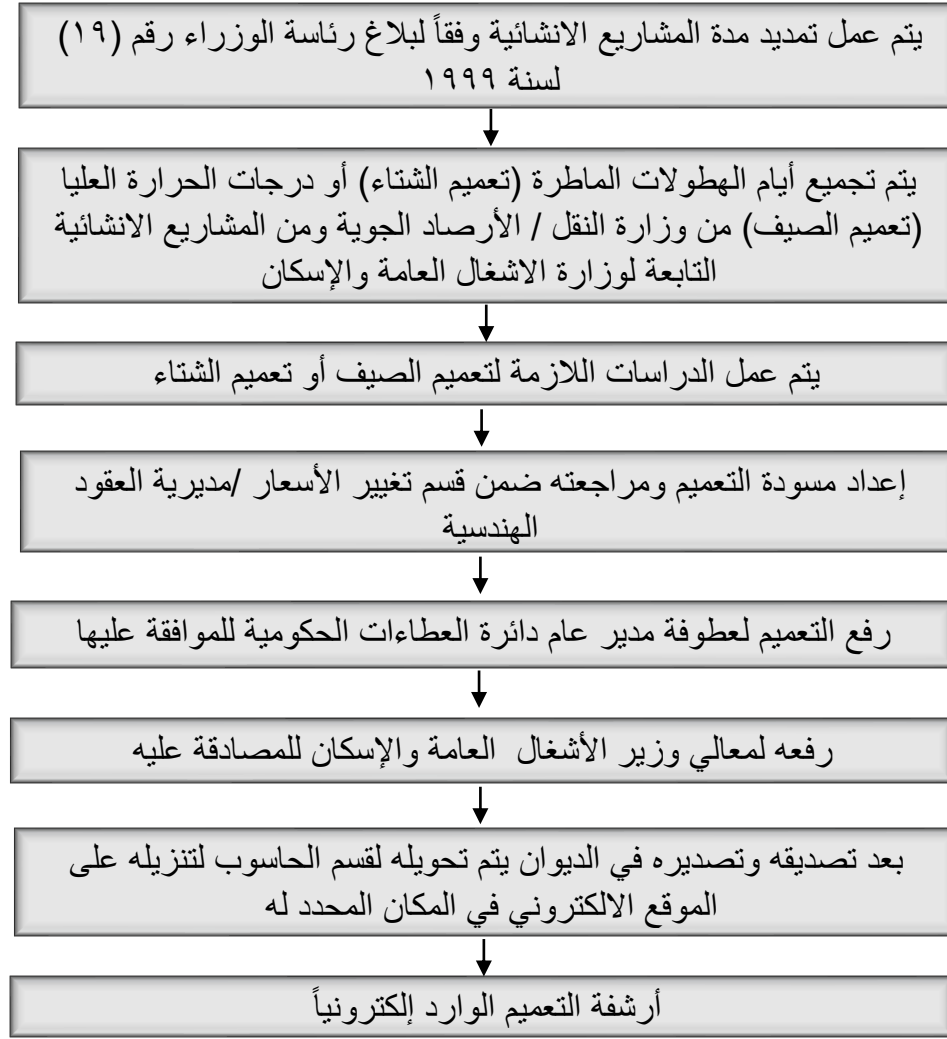 يتم عمل تمديد مدة المشاريع الانشائية وفقاً لبلاغ رئاسة الوزراء رقم (١٩)
لسنة ١٩٩٩
يتم تجميع أيام الهطولات الماطرة (تعميم الشتاء) أو درجات الحرارة العليا
(تعميم الصيف) من وزارة النقل / الأرصاد الجوية ومن المشاريع الانشائية
التابعة لوزارة الاشغال العامة والإسكان
يتم عمل الدراسات اللازمة لتعميم الصيف أو تعميم الشتاء
إعداد مسودة التعميم ومراجعته ضمن قسم تغيير الأسعار /مديرية العقود
الهندسية
رفع التعميم لعطوفة مدير عام دائرة العطاءات الحكومية للموافقة عليها
رفعه لمعالي وزير الأشغال العامة والإسكان للمصادقة عليه
بعد تصديقه وتصديره في الديوان يتم تحويله لقسم الحاسوب لتنزيله على
الموقع الالكتروني في المكان المحدد له
أرشفة التعميم الوارد إلكترونياً